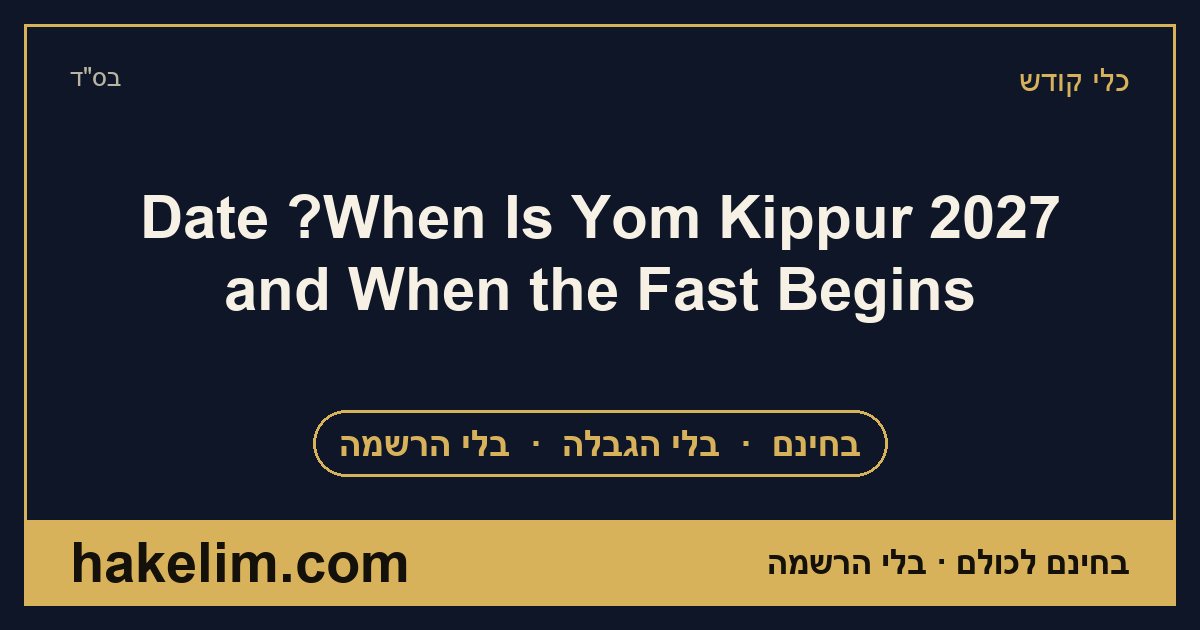 בס"ד
כלי קודש
Date ?When Is Yom Kippur 2027
and When the Fast Begins
בחינם · בלי הגבלה · בלי הרשמה
hakelim.com
בחינם לכולם · בלי הרשמה